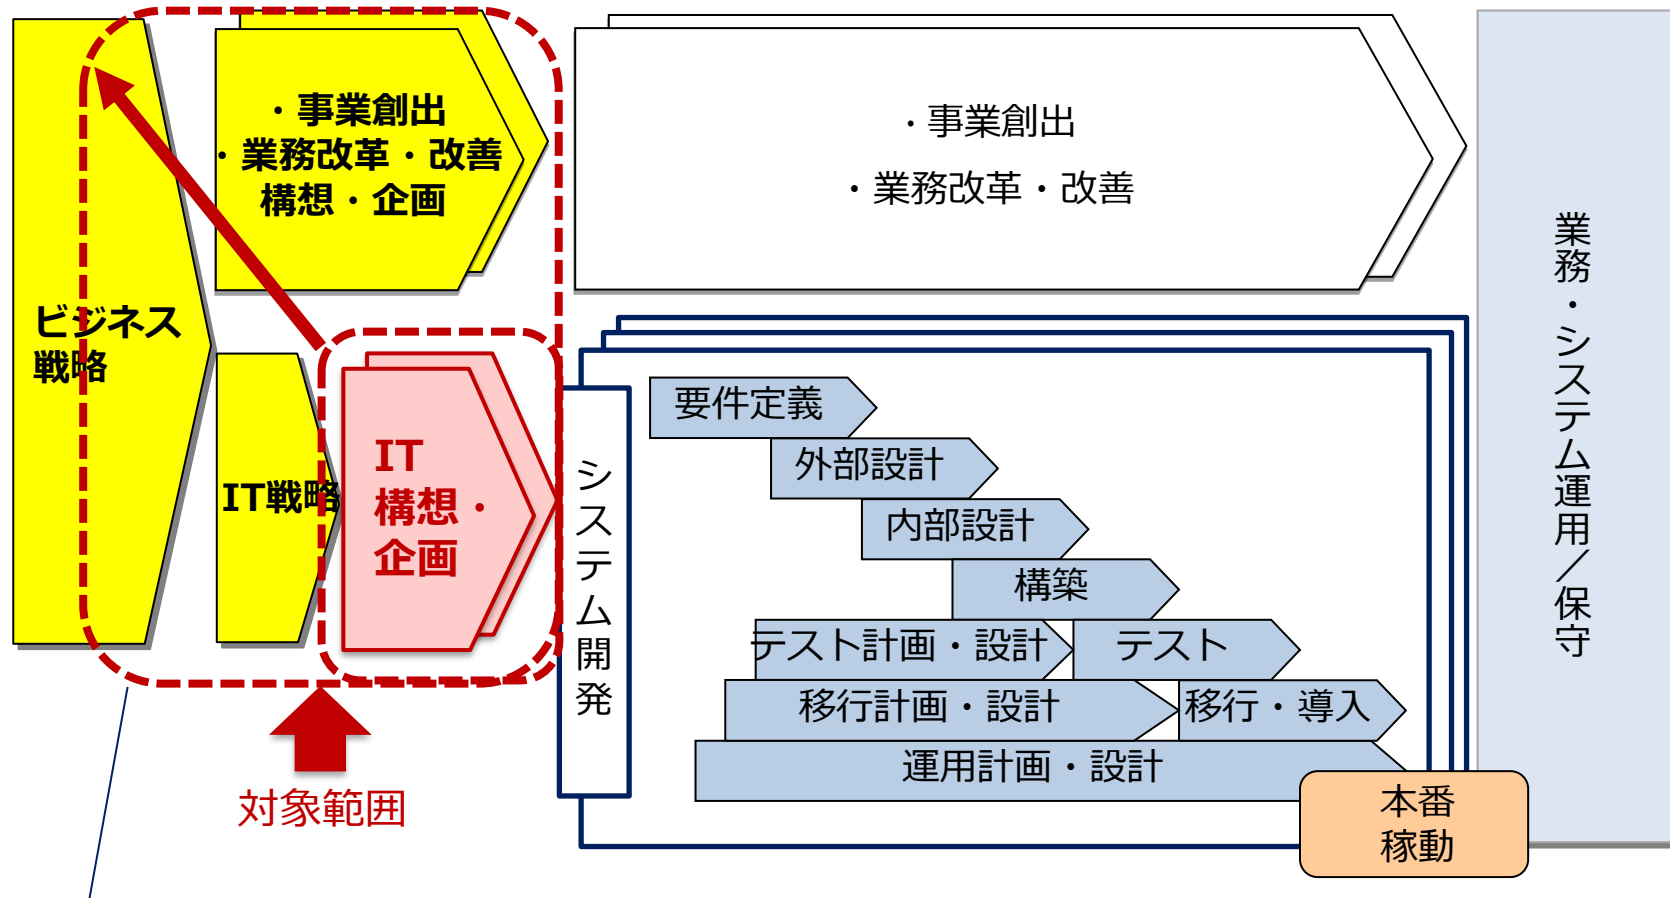 ・事業創出
・業務改革・改善
構想・企画
・事業創出
・業務改革・改善
ビジネス
戦略
IT戦略
IT
構想・
企画
システム開発
要件定義
外部設計
内部設計
構築
テスト計画・設計
テスト
移行計画・設計
移行・導入
運用計画・設計
本番
稼動
業務・システム運用／保守
対象範囲